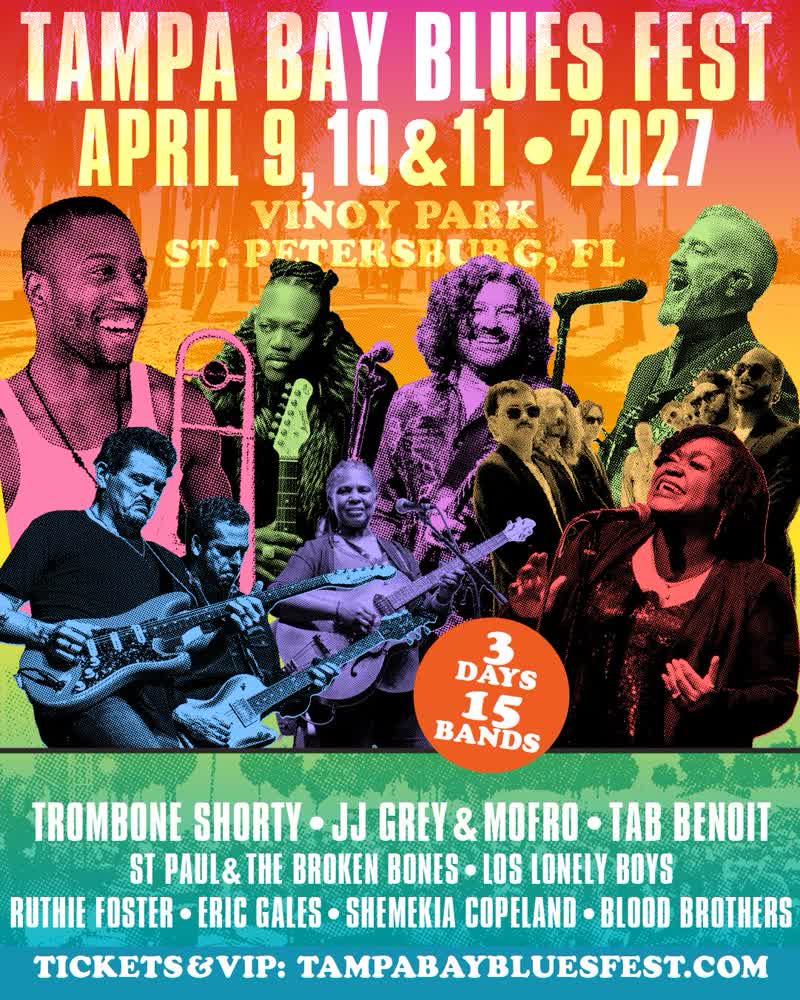 TAMPA BAY BLUES FEST
APRIL 9, 10 & 11 • 2027
VINOY PARK
ST. PETERSBURG, FL
3
DAYS
15
BANDS
TROMBONE SHORTY • JJ GREY & MOFRO • TAB BENOIT
ST PAUL & THE BROKEN BONES • LOS LONELY BOYS
RUTHIE FOSTER • ERIC GALES • SHEMEKIA COPELAND • BLOOD BROTHERS
TICKETS & VIP: TAMPABAYBLUESFEST.COM